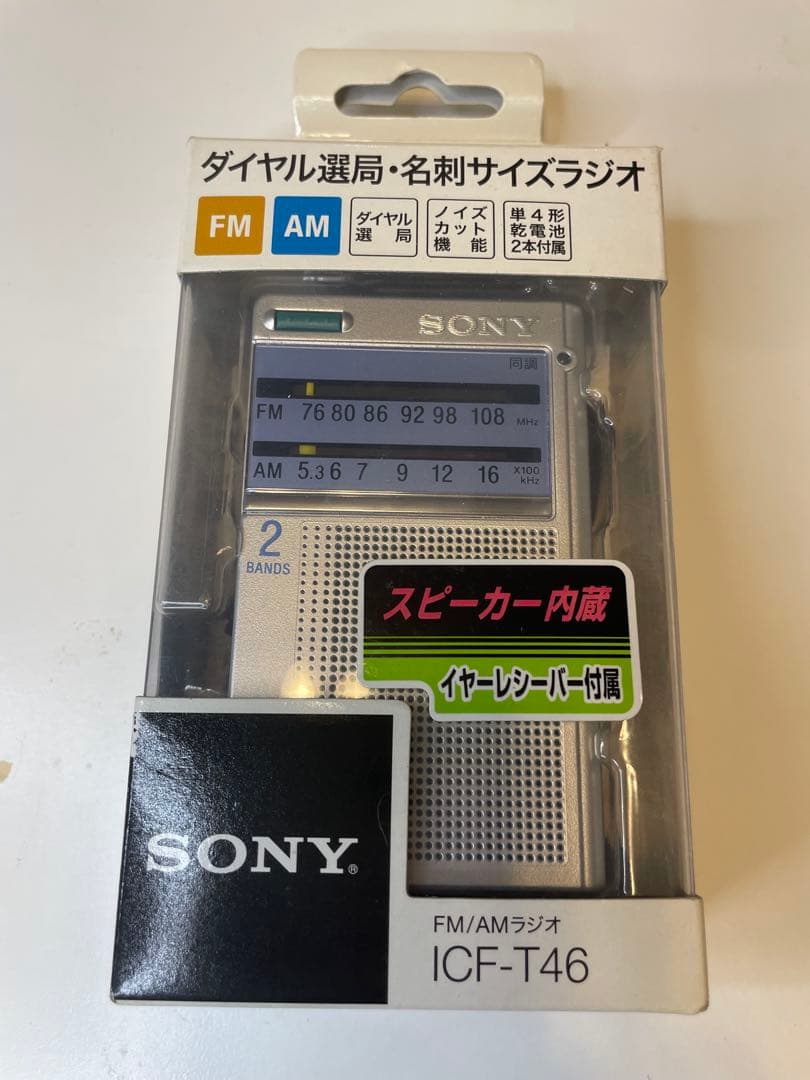 ダイヤル選局・名刺サイズラジオ
FM
AM
ダイヤル
選局
ノイズ
カット
機能
単4形
乾電池
2本付属
SONY
同調
FM 76 80 86 92 98 108 MHz
AM 5.3 6 7 9 12 16 X100 kHz
2
BANDS
スピーカー内蔵
イヤーレシーバー付属
SONY®
FM/AMラジオ
ICF-T46